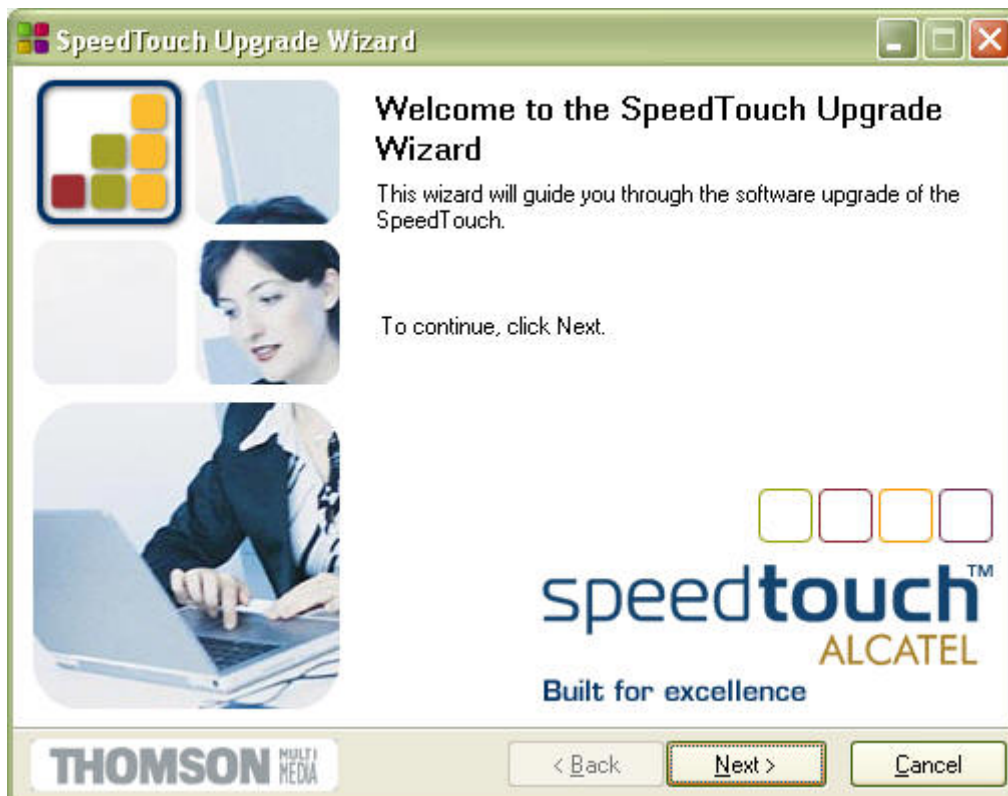 SpeedTouch Upgrade Wizard
Welcome to the SpeedTouch Upgrade
Wizard
This wizard will guide you through the software upgrade of the
SpeedTouch.
To continue, click Next.
speedtouch™
ALCATEL
Built for excellence
THOMSON MULTI MEDIA
< Back
Next >
Cancel